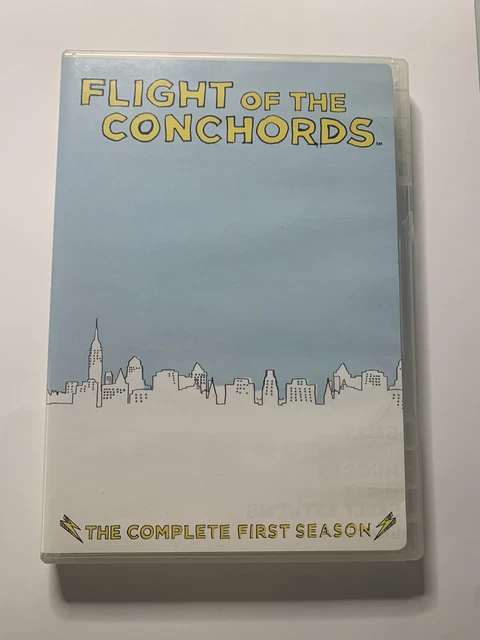 FLIGHT OF THE
CONCHORDS
THE COMPLETE FIRST SEASON